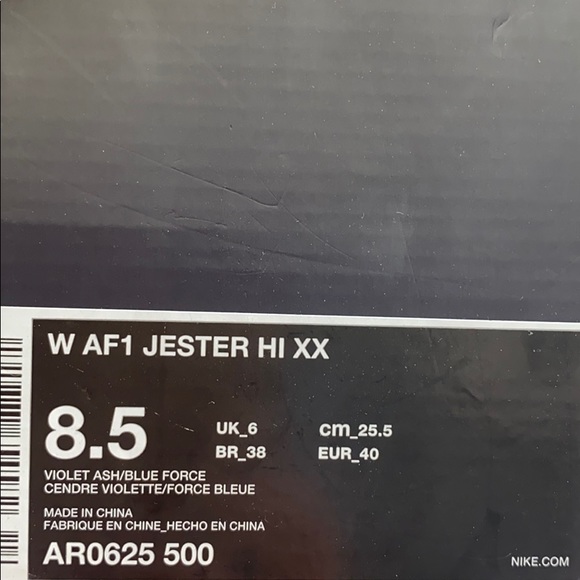 W AF1 JESTER HI XX
8.5 UK_6 cm_25.5
BR_38 EUR_40
VIOLET ASH/BLUE FORCE
CENDRE VIOLETTE/FORCE BLEUE
MADE IN CHINA
FABRIQUE EN CHINE_HECHO EN CHINA
AR0625 500
NIKE.COM